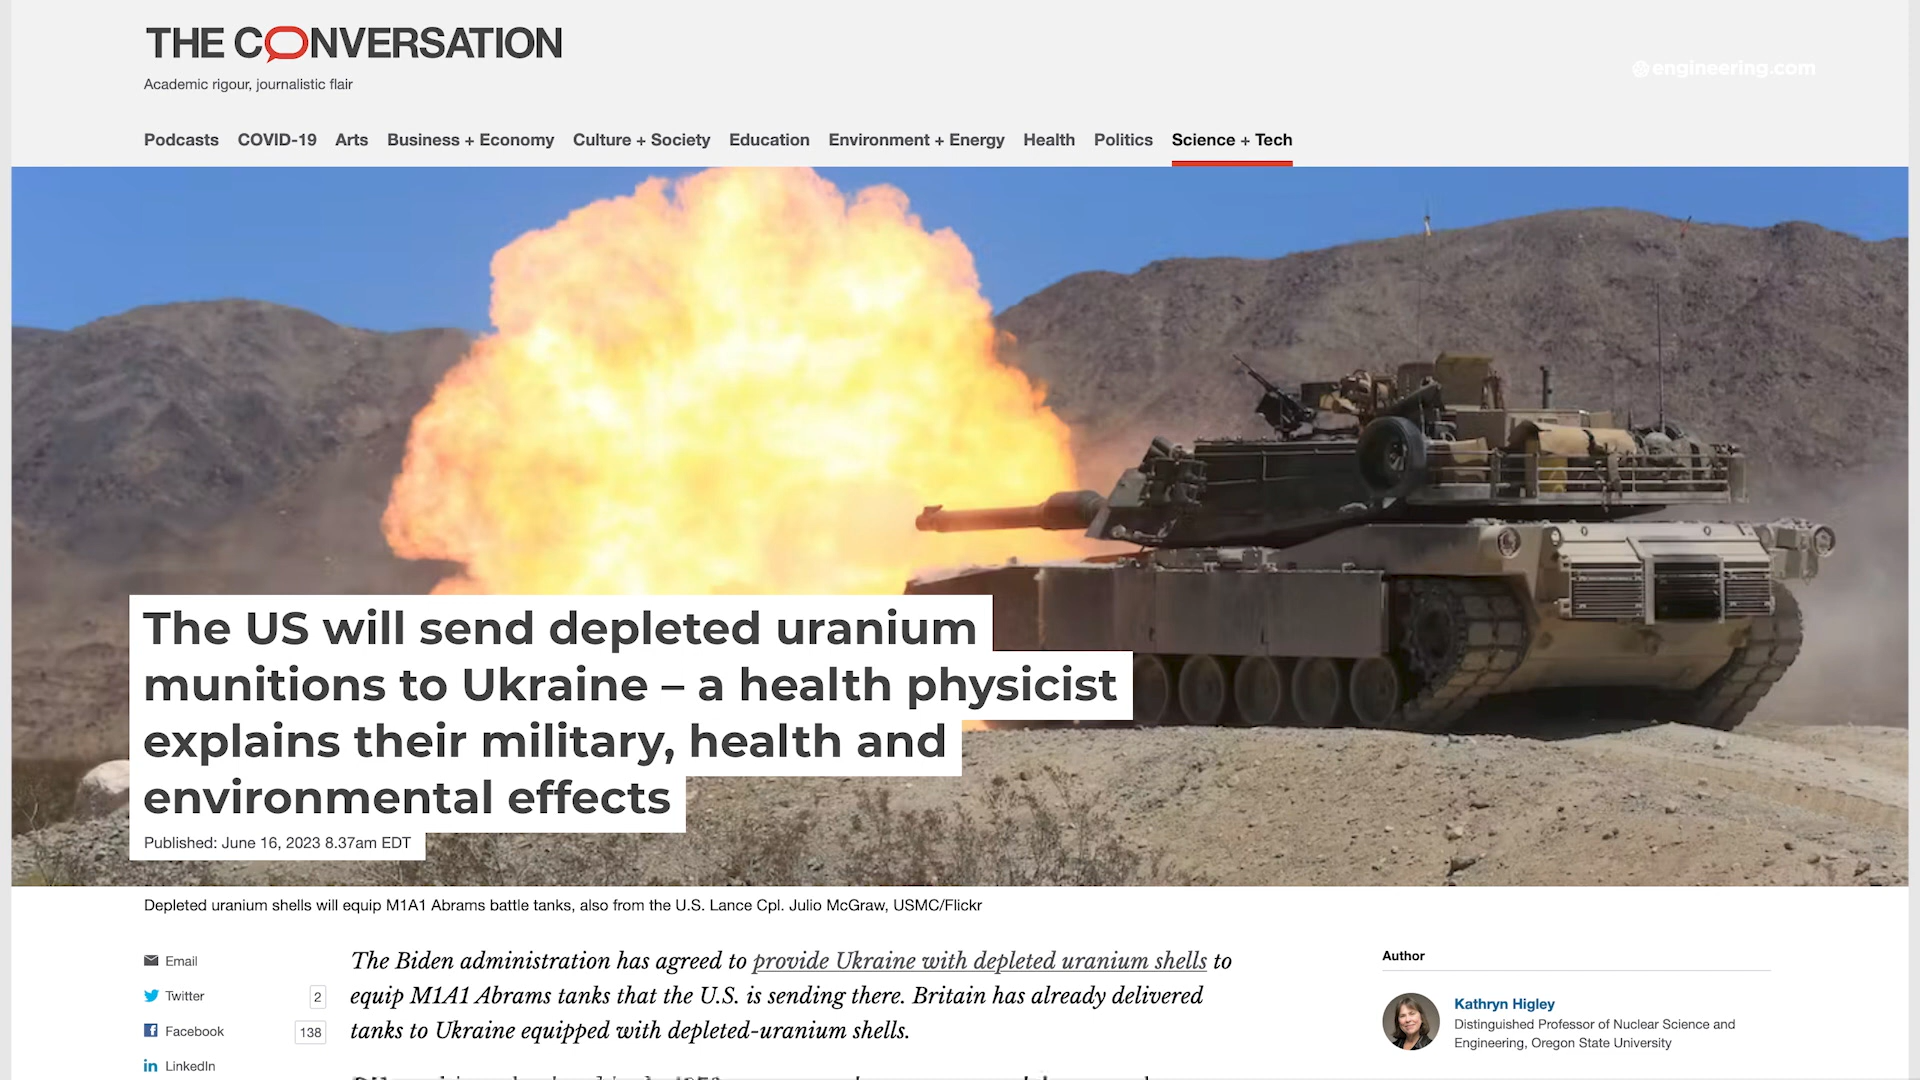 THE CONVERSATION
Academic rigour, journalistic flair
engineering.com
Podcasts COVID-19 Arts Business + Economy Culture + Society Education Environment + Energy Health Politics Science + Tech
The US will send depleted uranium
munitions to Ukraine – a health physicist
explains their military, health and
environmental effects
Published: June 16, 2023 8.37am EDT
Depleted uranium shells will equip M1A1 Abrams battle tanks, also from the U.S. Lance Cpl. Julio McGraw, USMC/Flickr
Email
Twitter 2
Facebook 138
LinkedIn
The Biden administration has agreed to provide Ukraine with depleted uranium shells to
equip M1A1 Abrams tanks that the U.S. is sending there. Britain has already delivered
tanks to Ukraine equipped with depleted-uranium shells.
Author
Kathryn Higley
Distinguished Professor of Nuclear Science and
Engineering, Oregon State University